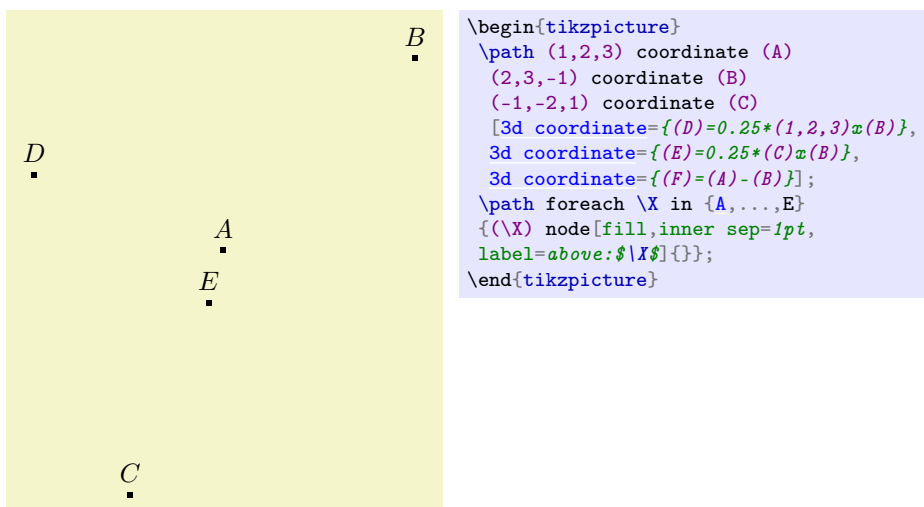 B
D
A
E
C
\begin{tikzpicture}
\path (1,2,3) coordinate (A)
(2,3,-1) coordinate (B)
(-1,-2,1) coordinate (C)
[3d coordinate={(D)=0.25*(1,2,3)x(B)},
3d coordinate={(E)=0.25*(C)x(B)},
3d coordinate={(F)=(A)-(B)}];
\path foreach \X in {A,...,E}
{(\X) node[fill,inner sep=1pt,
label=above:$\X$]{}};
\end{tikzpicture}